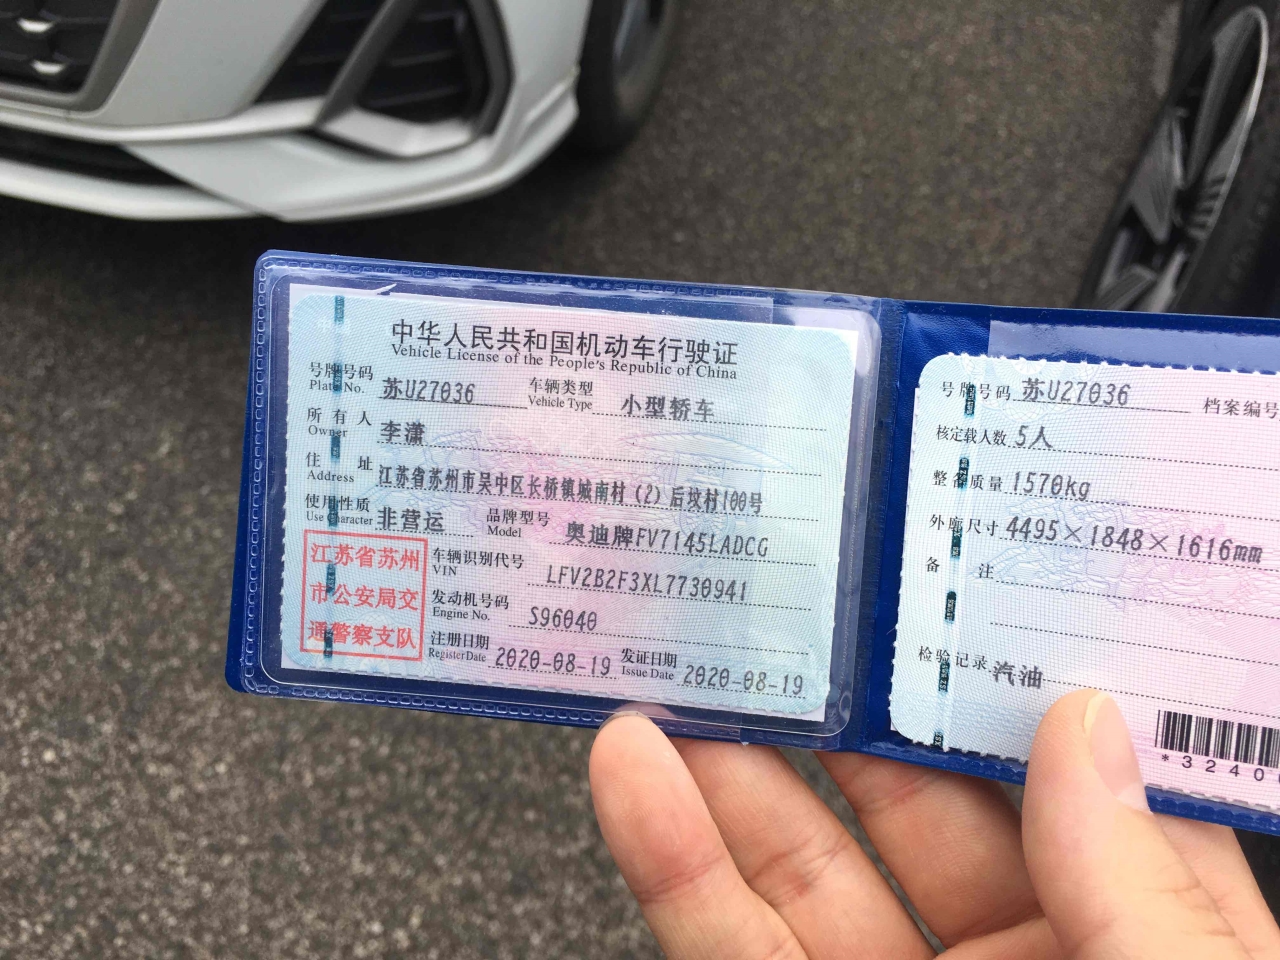 中华人民共和国机动车行驶证
Vehicle License of the People's Republic of China
号牌号码 苏U27036 车辆类型 小型轿车
Plate No. Vehicle Type
所有人 李潇
Owner
住址 江苏省苏州市吴中区长桥镇城南村(2)后坟村100号
Address
使用性质 非营运 品牌型号 奥迪牌FV7145LADCG
Use Character Model
江苏省苏州
市公安局交
通警察支队
车辆识别代号 LFV2B2F3XL7730941
VIN
发动机号码 S96040
Engine No.
注册日期 2020-08-19 发证日期 2020-08-19
Register Date Issue Date
号牌号码 苏U27036 档案编号
核定载人数 5人
整备质量 1570kg
外廓尺寸 4495×1848×1616mm
备注
检验记录 汽油
*3240